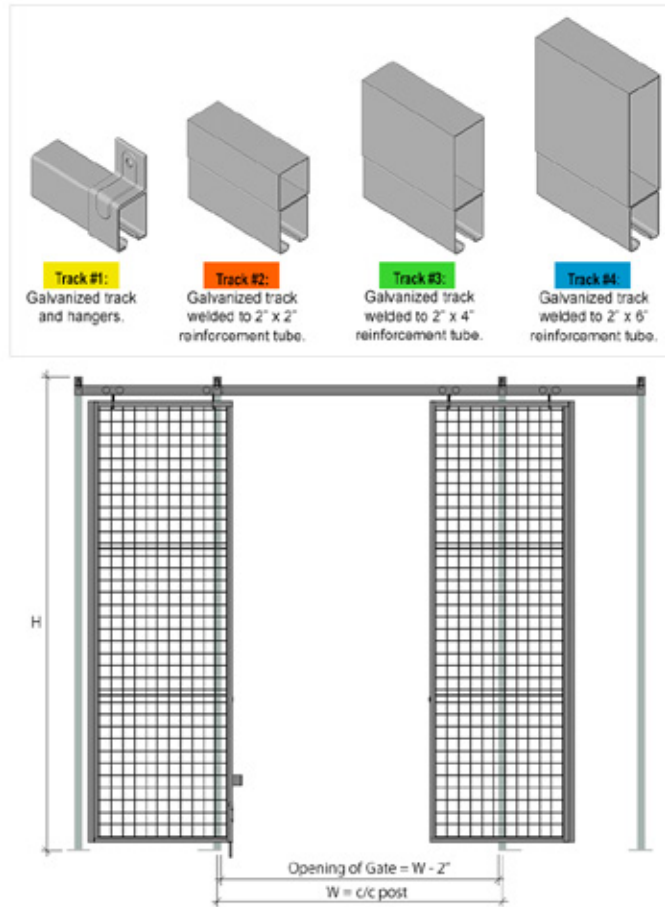 Track #1:
Galvanized track
and hangers.
Track #2:
Galvanized track
welded to 2" x 2"
reinforcement tube.
Track #3:
Galvanized track
welded to 2" x 4"
reinforcement tube.
Track #4:
Galvanized track
welded to 2" x 6"
reinforcement tube.
H
Opening of Gate = W - 2"
W = c/c post